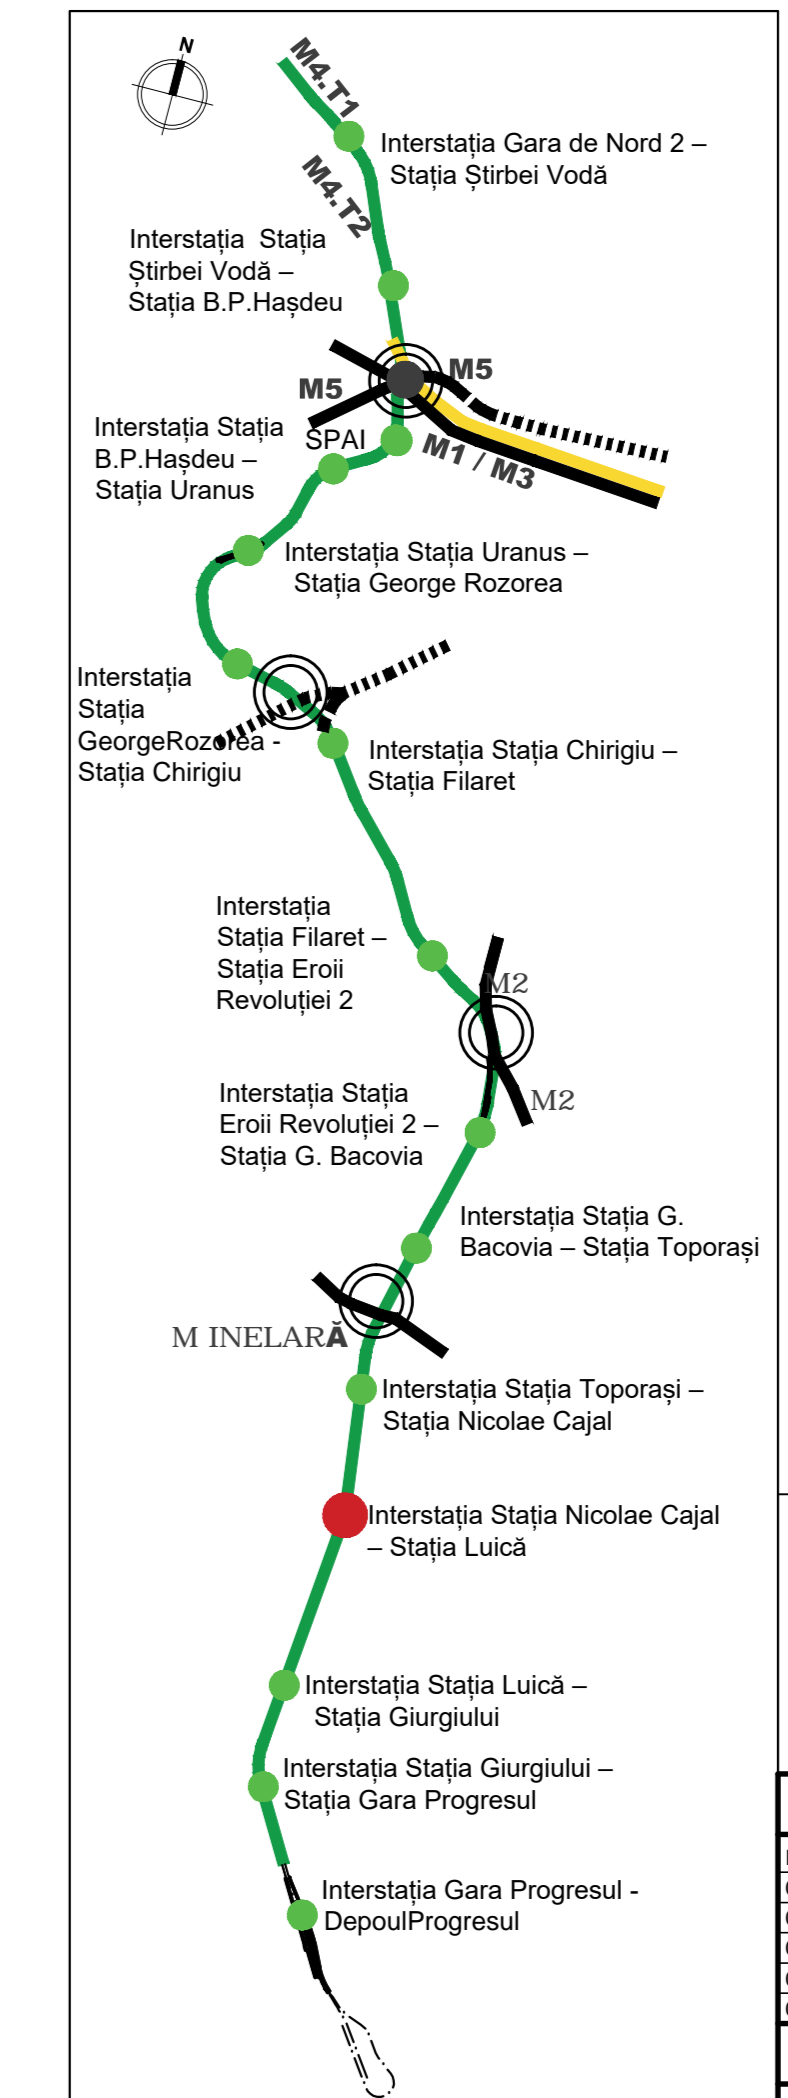 N
M4.T1
Interstația Gara de Nord 2 –
Stația Știrbei Vodă
M4.T2
Interstația Stația
Știrbei Vodă –
Stația B.P.Hașdeu
M5
M5
Interstația Stația
B.P.Hașdeu –
Stația Uranus
SPAI
M1 / M3
Interstația Stația Uranus –
Stația George Rozorea
Interstația
Stația
GeorgeRozorea -
Stația Chirigiu
Interstația Stația Chirigiu –
Stația Filaret
Interstația
Stația Filaret –
Stația Eroii
Revoluției 2
M2
M2
Interstația Stația
Eroii Revoluției 2 –
Stația G. Bacovia
Interstația Stația G.
Bacovia – Stația Toporași
M INELARĂ
Interstația Stația Toporași –
Stația Nicolae Cajal
Interstația Stația Nicolae Cajal
– Stația Luică
Interstația Stația Luică –
Stația Giurgiului
Interstația Stația Giurgiului –
Stația Gara Progresul
Interstația Gara Progresul -
DepoulProgresul